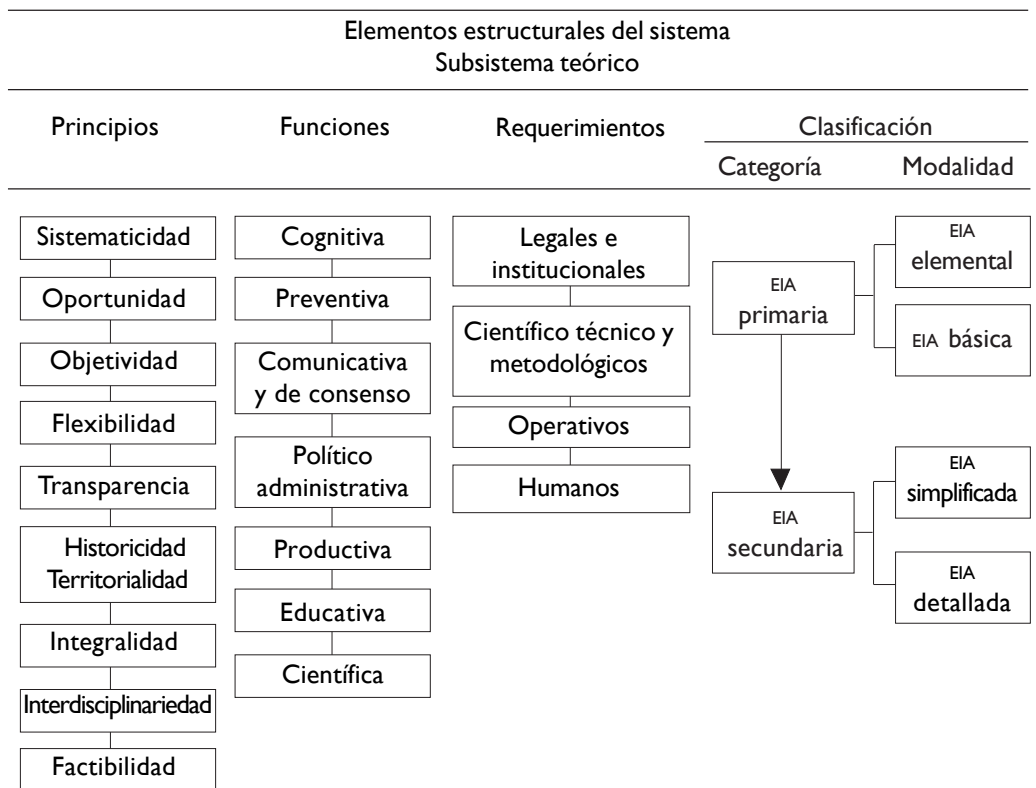 Elementos estructurales del sistema
Subsistema teórico
Principios
Funciones
Requerimientos
Clasificación
Categoría
Modalidad
Sistematicidad
Oportunidad
Objetividad
Flexibilidad
Transparencia
Historicidad
Territorialidad
Integralidad
Interdisciplinariedad
Factibilidad
Cognitiva
Preventiva
Comunicativa
y de consenso
Político
administrativa
Productiva
Educativa
Científica
Legales e
institucionales
Científico técnico y
metodológicos
Operativos
Humanos
EIA
primaria
EIA
secundaria
EIA
elemental
EIA básica
EIA
simplificada
EIA
detallada